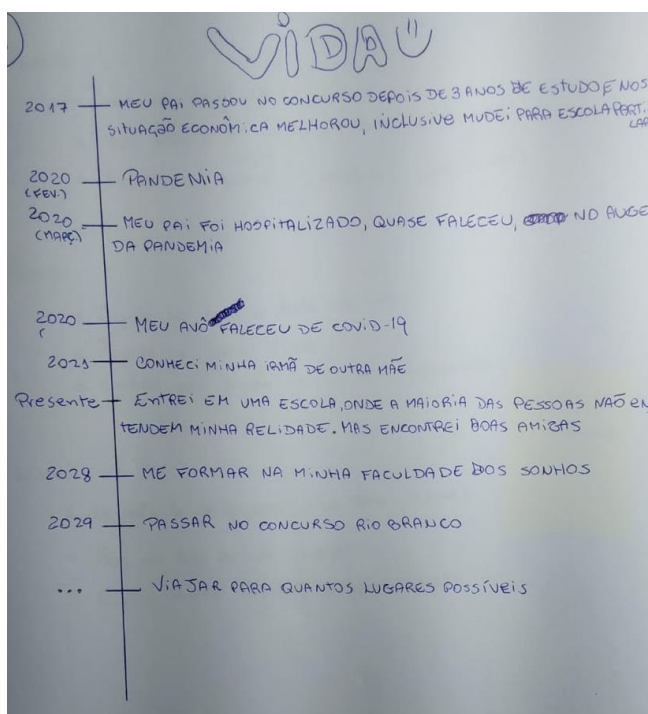 VIDA
2017 MEU PAI PASSOU NO CONCURSO DEPOIS DE 3 ANOS DE ESTUDO E NOS
SITUAÇÃO ECONÔMICA MELHOROU, INCLUSIVE MUDEI PARA ESCOLA PARTI
LAR
2020 PANDEMIA
(FEV.)
2020 MEU PAI FOI HOSPITALIZADO, QUASE FALECEU, NO AUGE
(MARÇ) DA PANDEMIA
2020 MEU AVÔ FALECEU DE COVID-19
(
2021 CONHECI MINHA IRMÃ DE OUTRA MÃE
Presente ENTREI EM UMA ESCOLA, ONDE A MAIORIA DAS PESSOAS NÃO EN
TENDEM MINHA RELIDADE. MAS ENCONTREI BOAS AMIGAS
2028 ME FORMAR NA MINHA FACULDADE DOS SONHOS
2029 PASSAR NO CONCURSO RIO BRANCO
... VIAJAR PARA QUANTOS LUGARES POSSÍVEIS